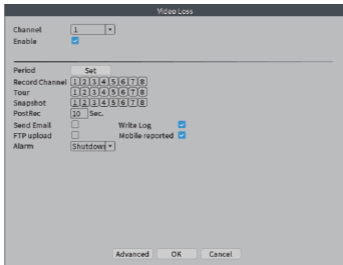 Video Loss
Channel 1
Enable
Period Set
Record Channel 1 2 3 4 5 6 7 8
Tour 1 2 3 4 5 6 7 8
Snapshot 1 2 3 4 5 6 7 8
PostRec 10 Sec.
Send Email Write Log
FTP upload Mobile reported
Alarm Shutdown
Advanced OK Cancel